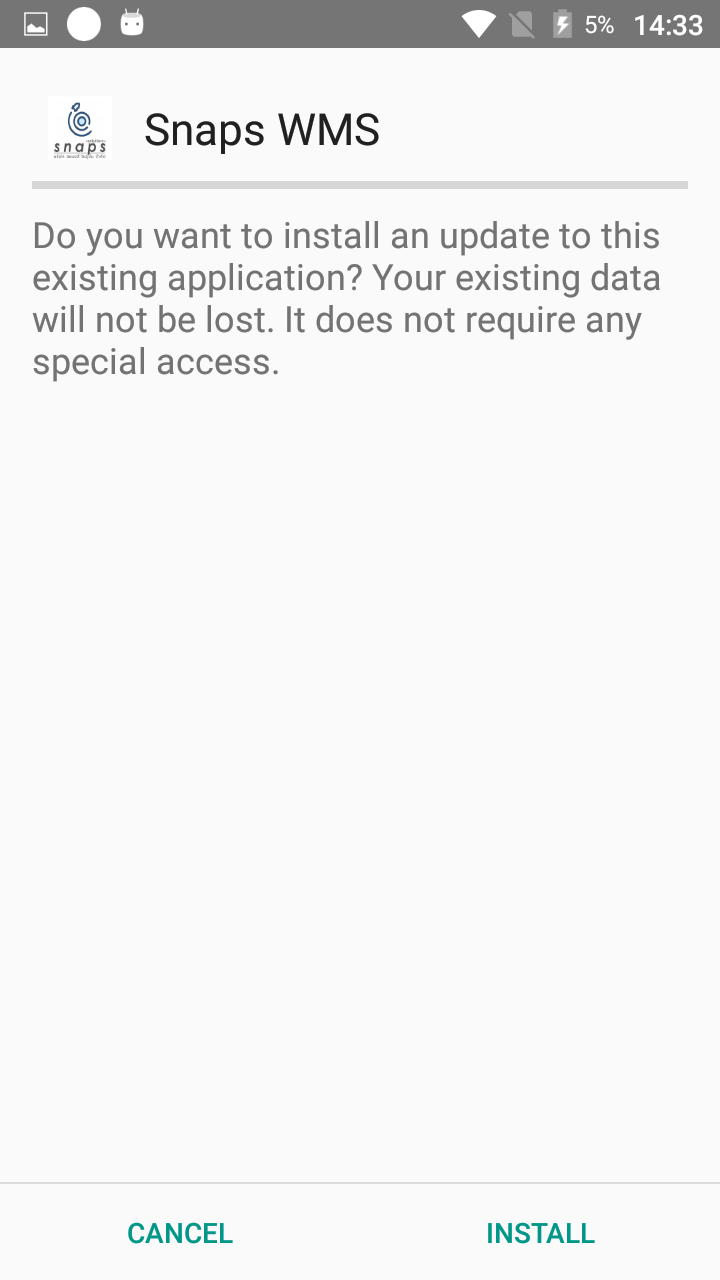 5% 14:33
Snaps WMS
snaps
Do you want to install an update to this
existing application? Your existing data
will not be lost. It does not require any
special access.
CANCEL INSTALL